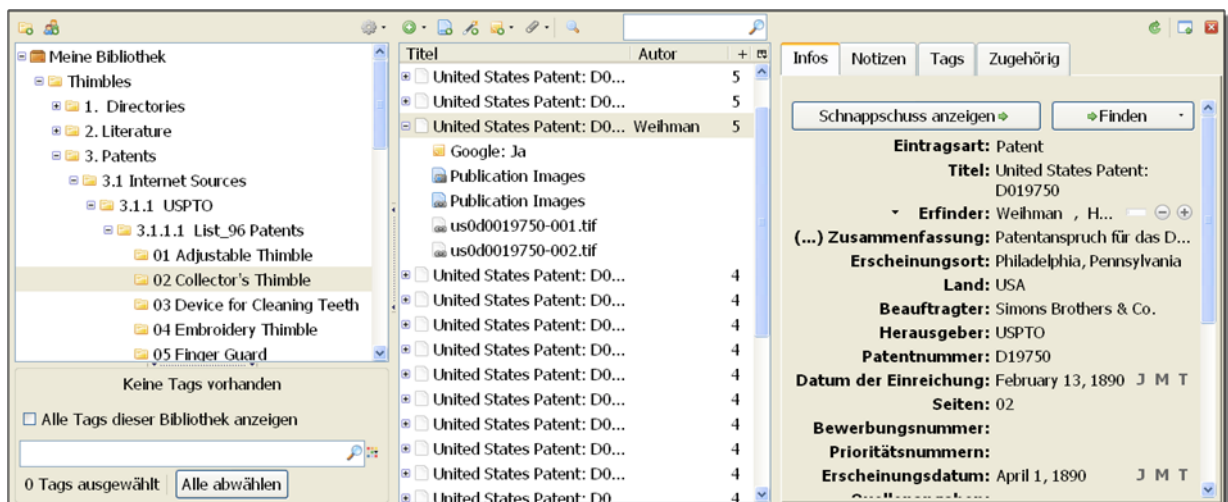 Meine Bibliothek
Thimbles
1. Directories
2. Literature
3. Patents
3.1 Internet Sources
3.1.1 USPTO
3.1.1.1 List_96 Patents
01 Adjustable Thimble
02 Collector's Thimble
03 Device for Cleaning Teeth
04 Embroidery Thimble
05 Finger Guard
Keine Tags vorhanden
Alle Tags dieser Bibliothek anzeigen
0 Tags ausgewählt Alle abwählen
Titel Autor +
United States Patent: D0... 5
United States Patent: D0... 5
United States Patent: D0... Weihman 5
Google: Ja
Publication Images
Publication Images
us0d0019750-001.tif
us0d0019750-002.tif
United States Patent: D0... 4
United States Patent: D0... 4
United States Patent: D0... 4
United States Patent: D0... 4
United States Patent: D0... 4
United States Patent: D0... 4
United States Patent: D0... 4
United States Patent: D0... 4
United States Patent: D0... 4
United States Patent: D0 4
Infos Notizen Tags Zugehörig
Schnappschuss anzeigen Finden
Eintragsart: Patent
Titel: United States Patent:
D019750
Erfinder: Weihman , H...
(...) Zusammenfassung: Patentanspruch für das D...
Erscheinungsort: Philadelphia, Pennsylvania
Land: USA
Beauftragter: Simons Brothers & Co.
Herausgeber: USPTO
Patentnummer: D19750
Datum der Einreichung: February 13, 1890 J M T
Seiten: 02
Bewerbungsnummer:
Prioritätsnummern:
Erscheinungsdatum: April 1, 1890 J M T